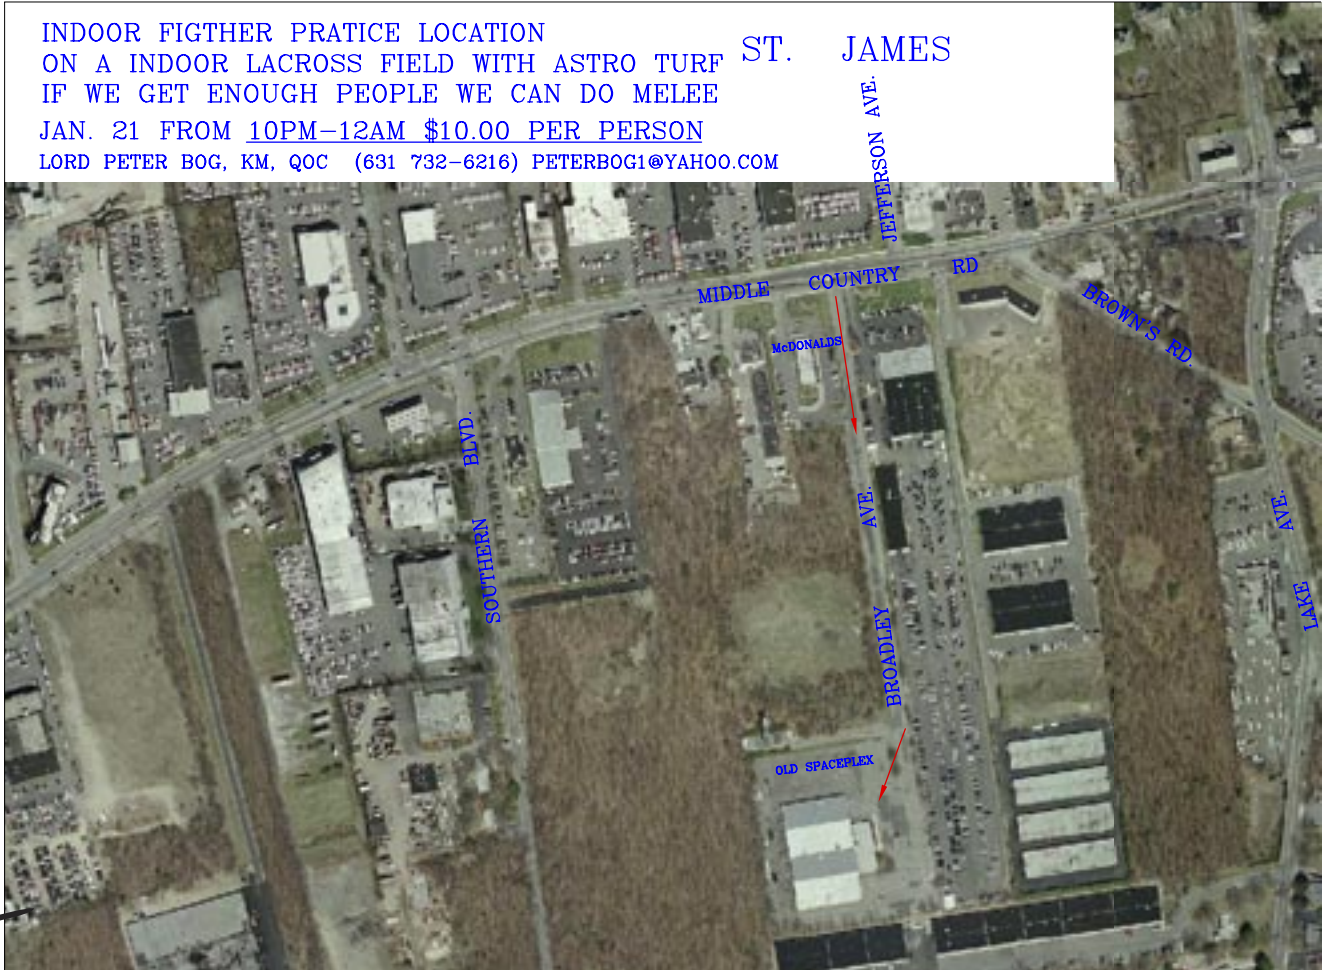 INDOOR FIGTHER PRATICE LOCATION
ON A INDOOR LACROSS FIELD WITH ASTRO TURF
IF WE GET ENOUGH PEOPLE WE CAN DO MELEE
JAN. 21 FROM 10PM-12AM $10.00 PER PERSON
LORD PETER BOG, KM, QOC (631 732-6216) PETERBOG1@YAHOO.COM
ST. JAMES
JEFFERSON AVE.
MIDDLE COUNTRY RD
BROWN'S RD.
McDONALDS
SOUTHERN BLVD.
BROADLEY AVE.
LAKE AVE.
OLD SPACEPLEX